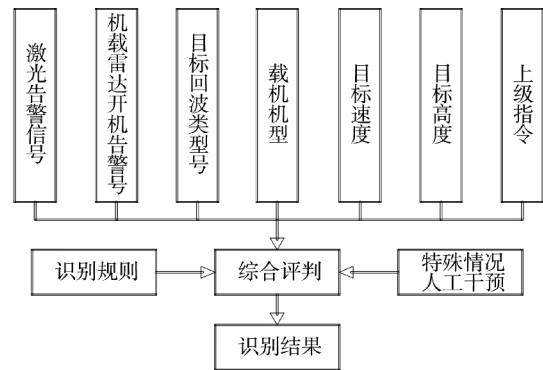 激光告警信号
机载雷达开机告警号
目标回波类型号
载机机型
目标速度
目标高度
上级指令
识别规则
综合评判
特殊情况
人工干预
识别结果